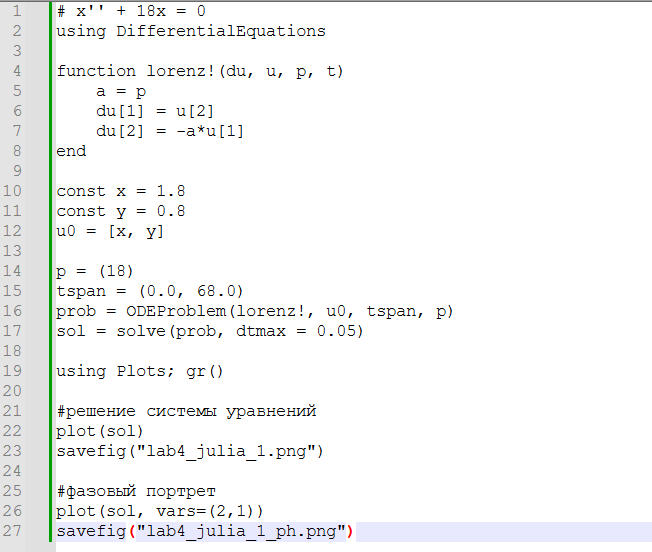 1 # x'' + 18x = 0
2 using DifferentialEquations
3
4 function lorenz!(du, u, p, t)
5     a = p
6     du[1] = u[2]
7     du[2] = -a*u[1]
8 end
9
10 const x = 1.8
11 const y = 0.8
12 u0 = [x, y]
13
14 p = (18)
15 tspan = (0.0, 68.0)
16 prob = ODEProblem(lorenz!, u0, tspan, p)
17 sol = solve(prob, dtmax = 0.05)
18
19 using Plots; gr()
20
21 #решение системы уравнений
22 plot(sol)
23 savefig("lab4_julia_1.png")
24
25 #фазовый портрет
26 plot(sol, vars=(2,1))
27 savefig("lab4_julia_1_ph.png")